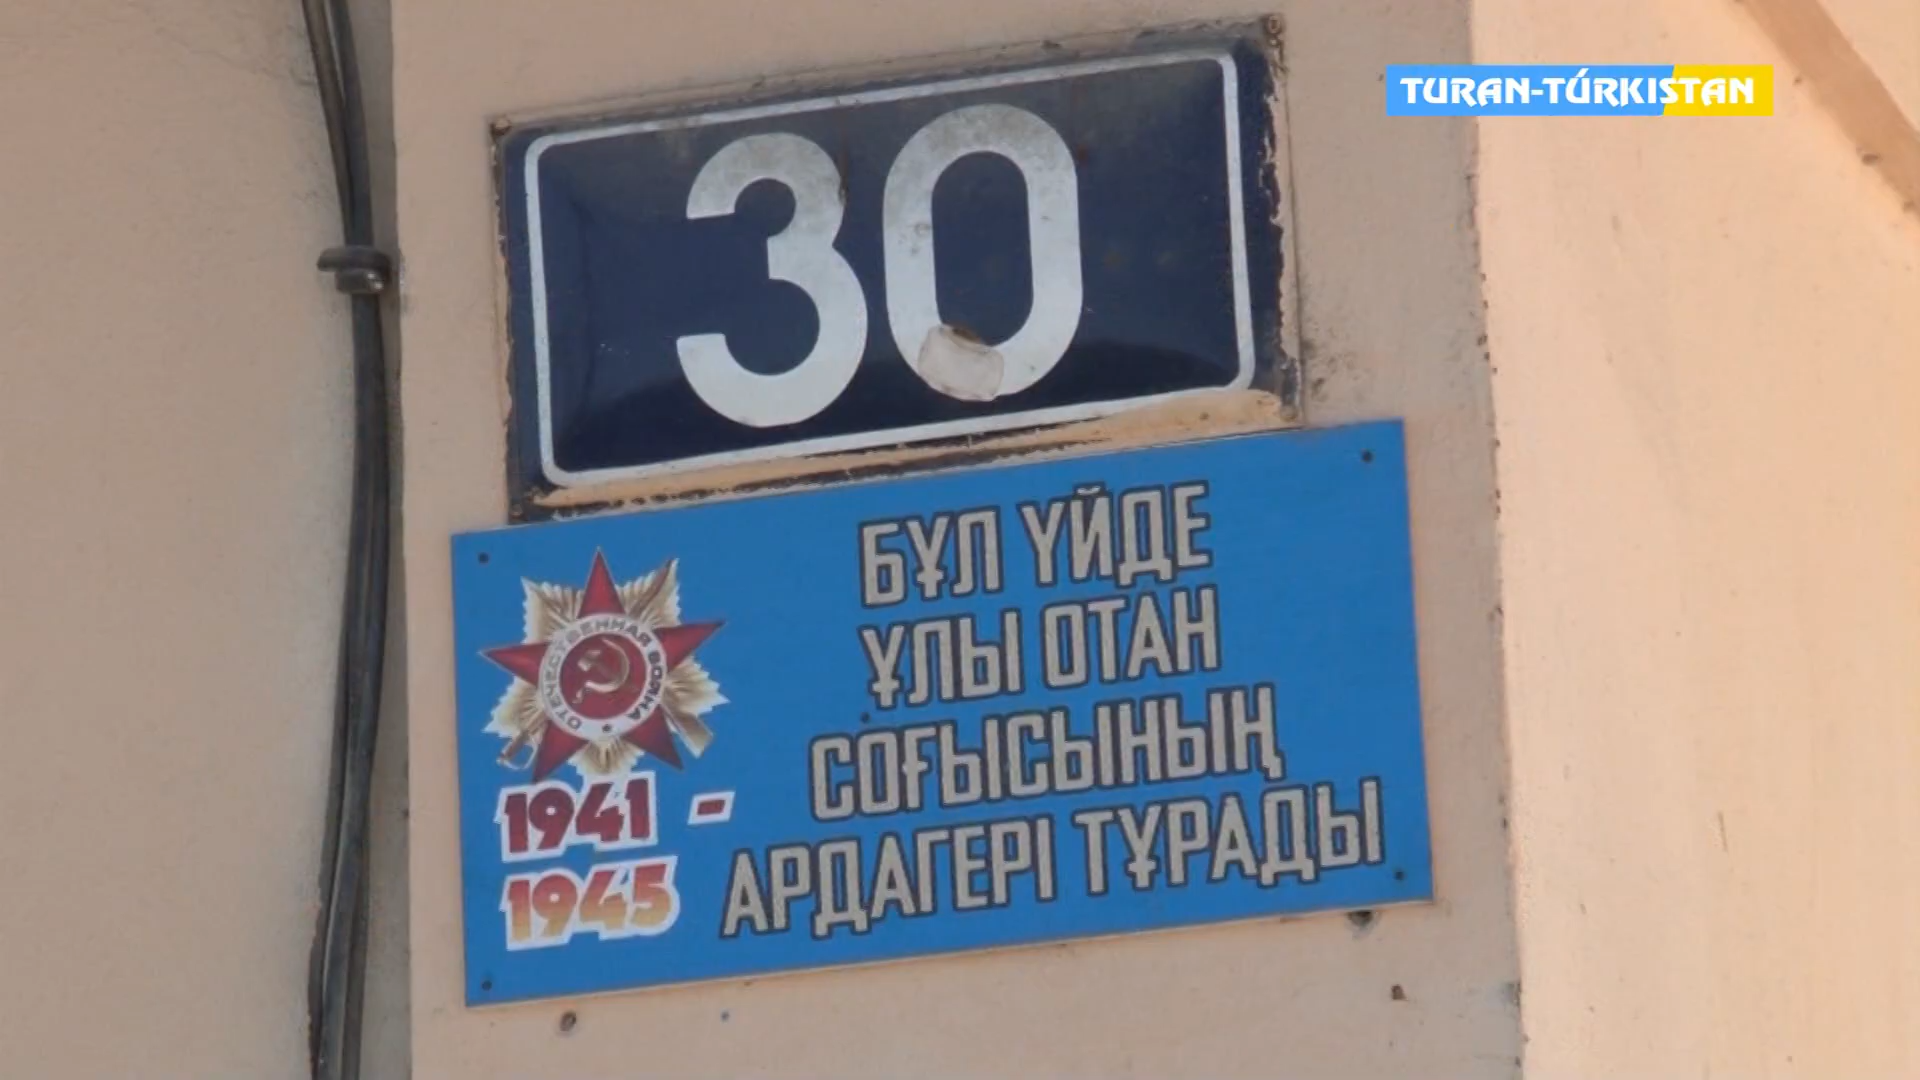 TURAN-TÚRKISTAN
30
БҰЛ ҮЙДЕ
ҰЛЫ ОТАН
СОҒЫСЫНЫҢ
АРДАГЕРІ ТҰРАДЫ
ОТЕЧЕСТВЕННАЯ ВОЙНА
1941 -
1945